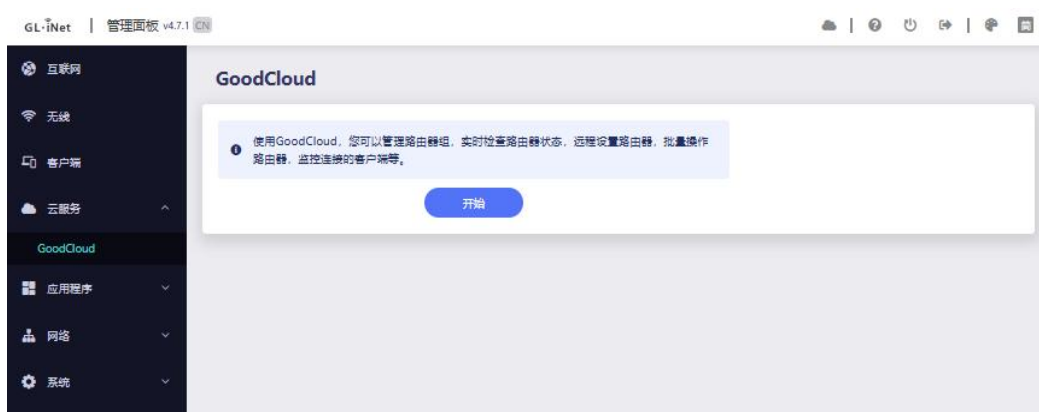 GL·iNet | 管理面板 v4.7.1 CN
简
互联网
无线
客户端
云服务
GoodCloud
应用程序
网络
系统
GoodCloud
使用GoodCloud，您可以管理路由器组，实时检查路由器状态，远程设置路由器，批量操作
路由器，监控连接的客户端等。
开始